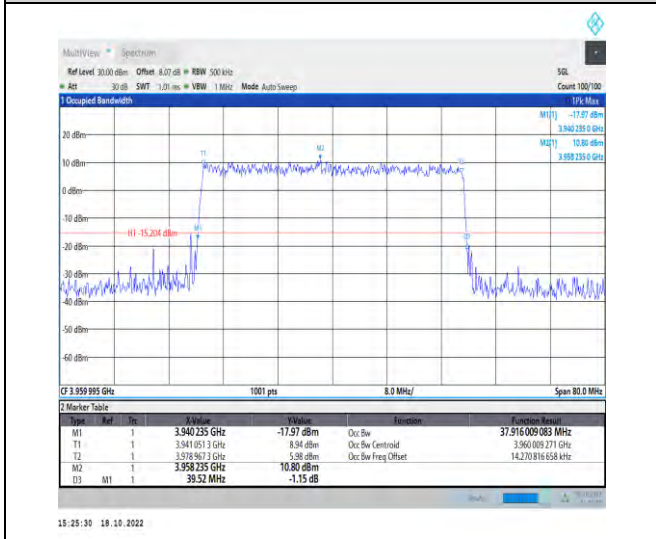 MultiView Spectrum
Ref Level 30.00 dBm Offset 8.07 dB RBW 500 kHz SGL
Att 30 dB SWT 1.01 ms VBW 1 MHz Mode Auto Sweep Count 100/100
1 Occupied Bandwidth 1Pk Max
M1(1) -17.97 dBm
3.940 235 0 GHz
20 dBm M2(1) 10.80 dBm
3.958 235 0 GHz
T1 M2
10 dBm
0 dBm
-10 dBm
H1 -15.204 dBm M1
-20 dBm
-30 dBm
-40 dBm
-50 dBm
-60 dBm
CF 3.959 995 GHz 1001 pts 8.0 MHz/ Span 80.0 MHz
2 Marker Table
Type Ref Trc X-Value Y-Value Function Function Result
M1 1 3.940 235 GHz -17.97 dBm Occ Bw 37.916 009 083 MHz
T1 1 3.941 051 3 GHz 8.94 dBm Occ Bw Centroid 3.960 009 271 GHz
T2 1 3.978 967 3 GHz 5.98 dBm Occ Bw Freq Offset 14.270 816 658 kHz
M2 1 3.958 235 GHz 10.80 dBm
D3 M1 1 39.52 MHz -1.15 dB
15:25:30 18.10.2022